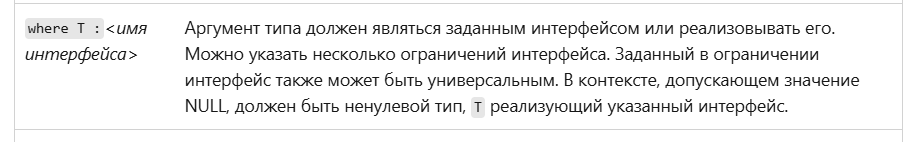 where T : <имя интерфейса>
Аргумент типа должен являться заданным интерфейсом или реализовывать его.
Можно указать несколько ограничений интерфейса. Заданный в ограничении
интерфейс также может быть универсальным. В контексте, допускающем значение
NULL, должен быть ненулевой тип, T реализующий указанный интерфейс.